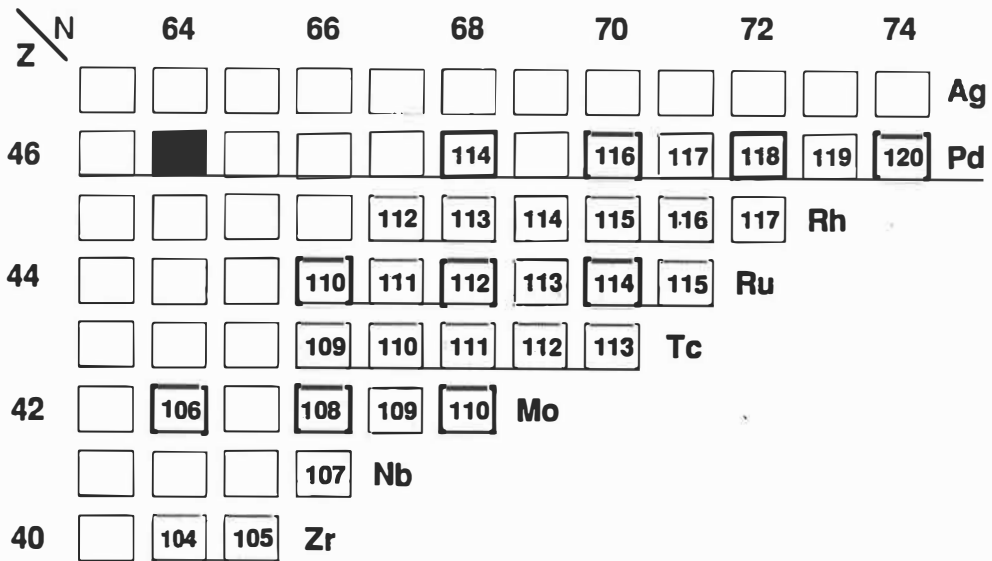 N 64 66 68 70 72 74
Z
Ag
46 114 116 117 118 119 120 Pd
112 113 114 115 116 117 Rh
44 110 111 112 113 114 115 Ru
109 110 111 112 113 Tc
42 106 108 109 110 Mo
107 Nb
40 104 105 Zr